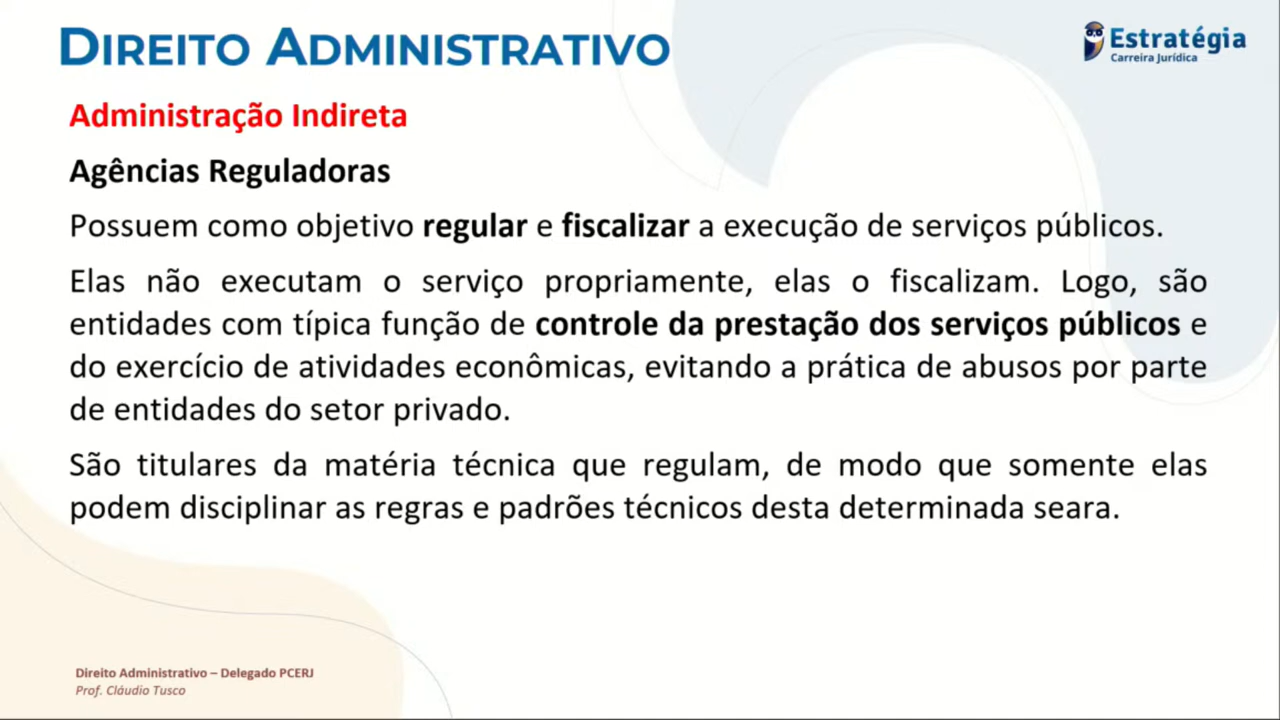 DIREITO ADMINISTRATIVO
Estratégia
Carreira Jurídica
Administração Indireta
Agências Reguladoras
Possuem como objetivo regular e fiscalizar a execução de serviços públicos.
Elas não executam o serviço propriamente, elas o fiscalizam. Logo, são
entidades com típica função de controle da prestação dos serviços públicos e
do exercício de atividades econômicas, evitando a prática de abusos por parte
de entidades do setor privado.
São titulares da matéria técnica que regulam, de modo que somente elas
podem disciplinar as regras e padrões técnicos desta determinada seara.
Direito Administrativo – Delegado PCERJ
Prof. Cláudio Tusco